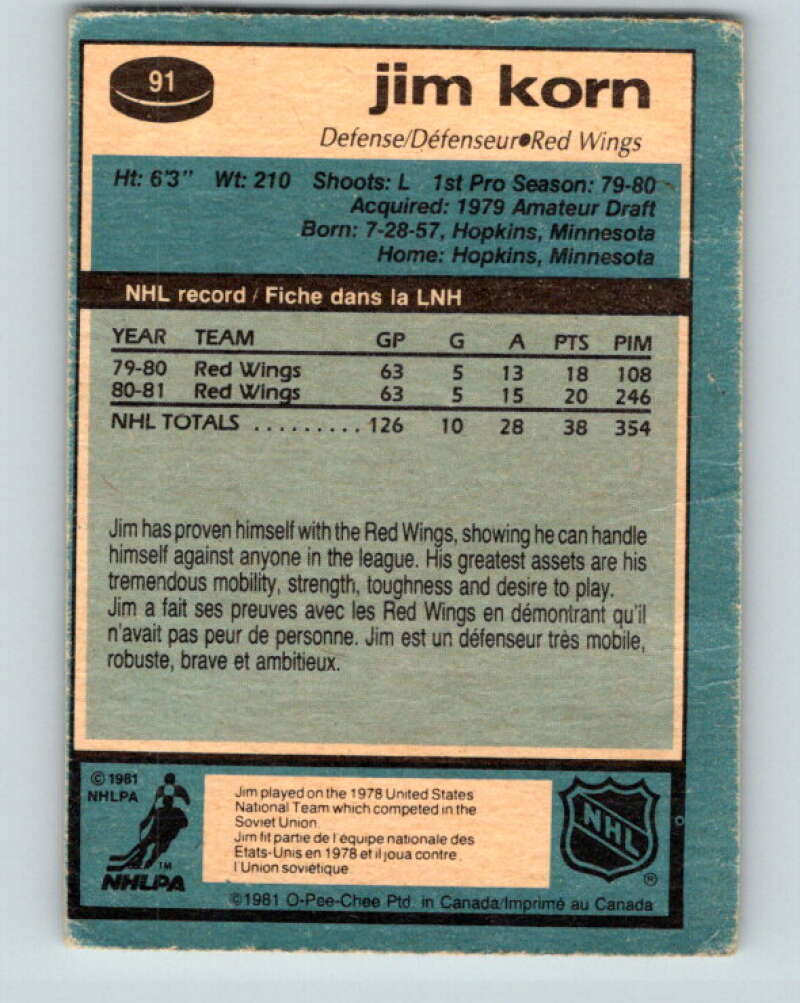 91
jim korn
Defense/Défenseur●Red Wings
Ht: 6'3" Wt: 210 Shoots: L 1st Pro Season: 79-80
Acquired: 1979 Amateur Draft
Born: 7-28-57, Hopkins, Minnesota
Home: Hopkins, Minnesota
NHL record / Fiche dans la LNH
YEAR TEAM GP G A PTS PIM
79-80 Red Wings 63 5 13 18 108
80-81 Red Wings 63 5 15 20 246
NHL TOTALS .......... 126 10 28 38 354
Jim has proven himself with the Red Wings, showing he can handle
himself against anyone in the league. His greatest assets are his
tremendous mobility, strength, toughness and desire to play.
Jim a fait ses preuves avec les Red Wings en démontrant qu'il
n'avait pas peur de personne. Jim est un défenseur très mobile,
robuste, brave et ambitieux.
©1981
NHLPA
TM
NHLPA
Jim played on the 1978 United States
National Team which competed in the
Soviet Union.
Jim fit partie de l'équipe nationale des
Etats-Unis en 1978 et il joua contre
l'Union soviétique
NHL
®
©1981 O-Pee-Chee Ptd. in Canada/Imprimé au Canada